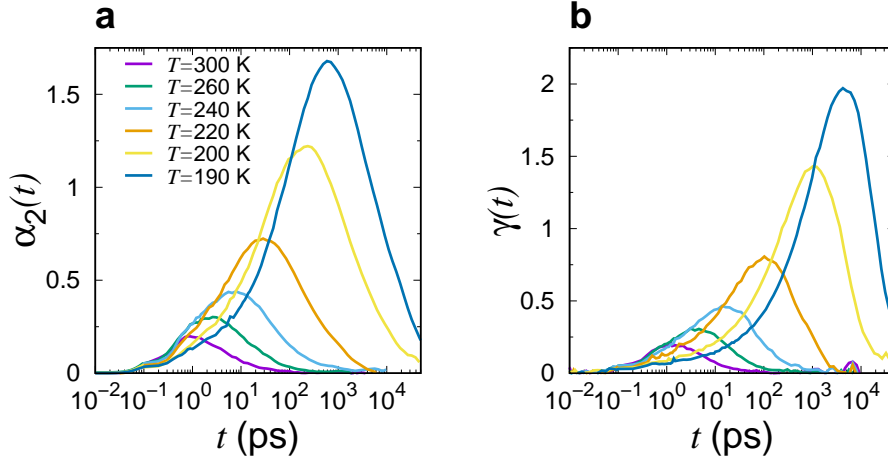 a
b
α₂(t)
1.5
1
0.5
0
T=300 K
T=260 K
T=240 K
T=220 K
T=200 K
T=190 K
10⁻² 10⁻¹ 10⁰ 10¹ 10² 10³ 10⁴
t (ps)
γ(t)
2
1.5
1
0.5
0
10⁻² 10⁻¹ 10⁰ 10¹ 10² 10³ 10⁴
t (ps)